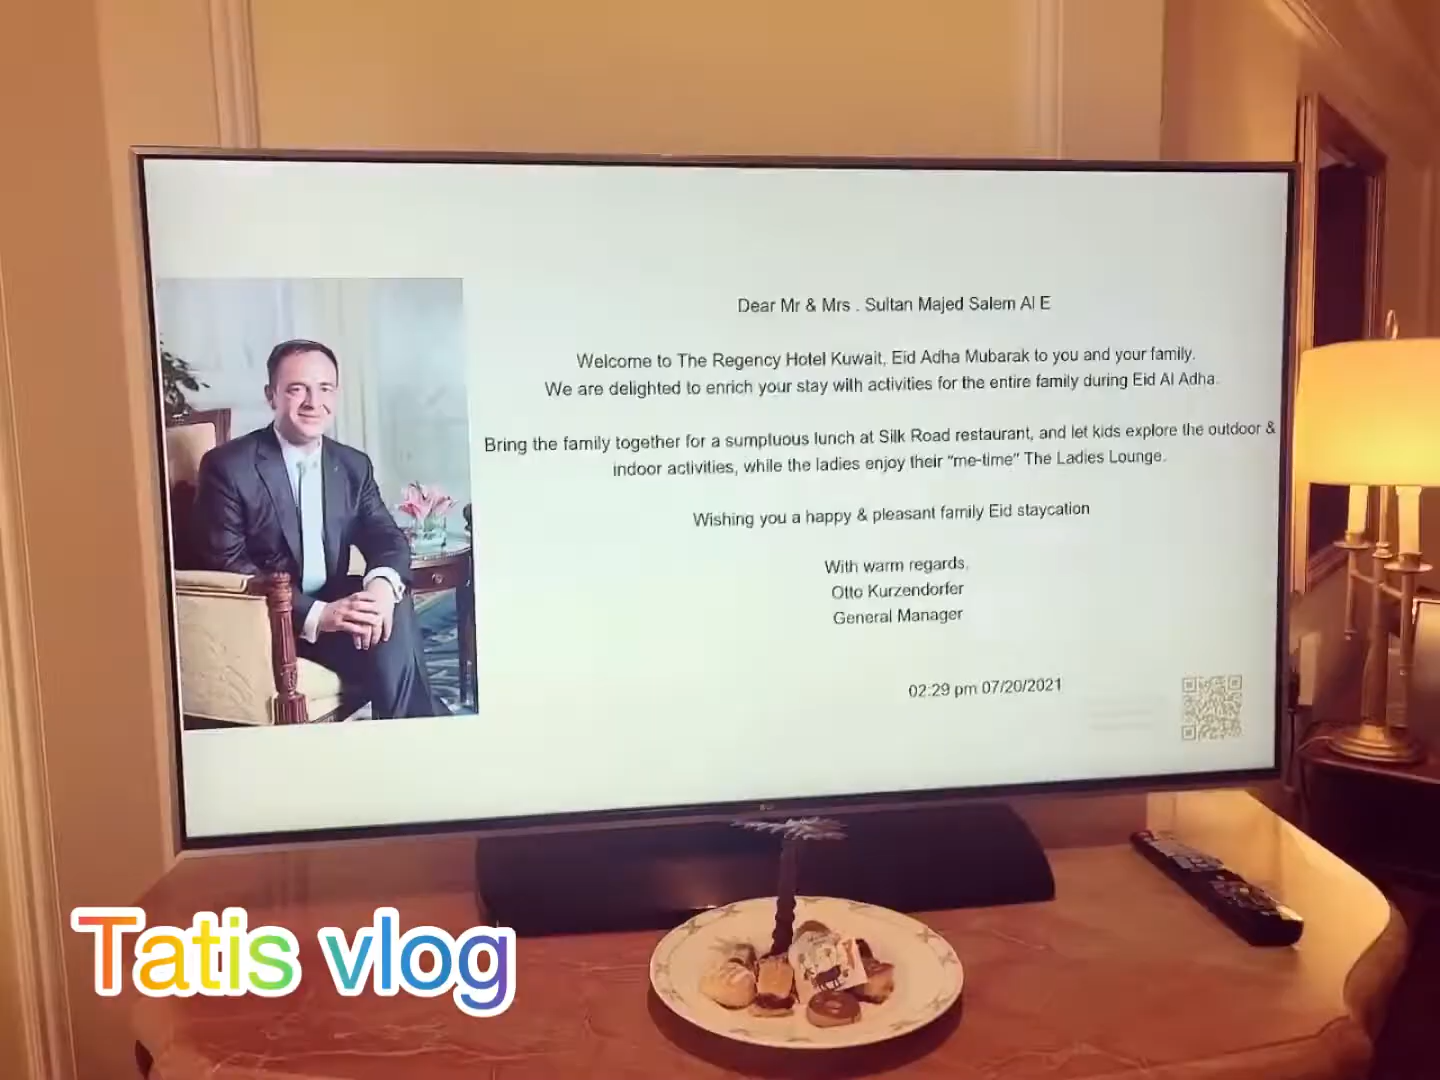 Dear Mr & Mrs . Sultan Majed Salem Al E
Welcome to The Regency Hotel Kuwait, Eid Adha Mubarak to you and your family.
We are delighted to enrich your stay with activities for the entire family during Eid Al Adha.
Bring the family together for a sumptuous lunch at Silk Road restaurant, and let kids explore the outdoor &
indoor activities, while the ladies enjoy their "me-time" The Ladies Lounge.
Wishing you a happy & pleasant family Eid staycation
With warm regards,
Otto Kurzendorfer
General Manager
02:29 pm 07/20/2021
Tatis vlog